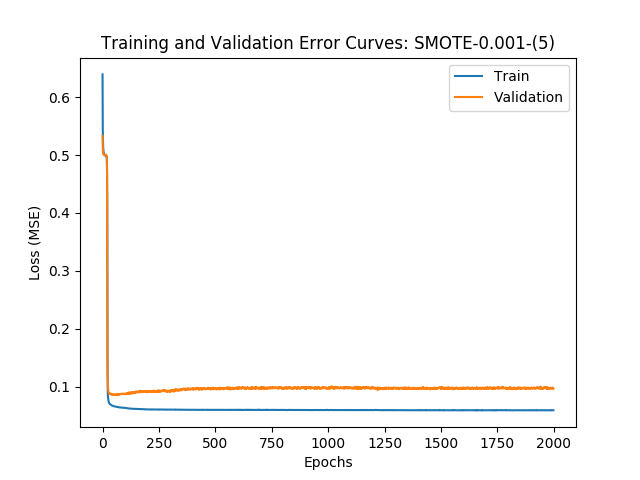 Training and Validation Error Curves: SMOTE-0.001-(5)
Train
Validation
0.6
0.5
0.4
0.3
0.2
0.1
Loss (MSE)
0 250 500 750 1000 1250 1500 1750 2000
Epochs